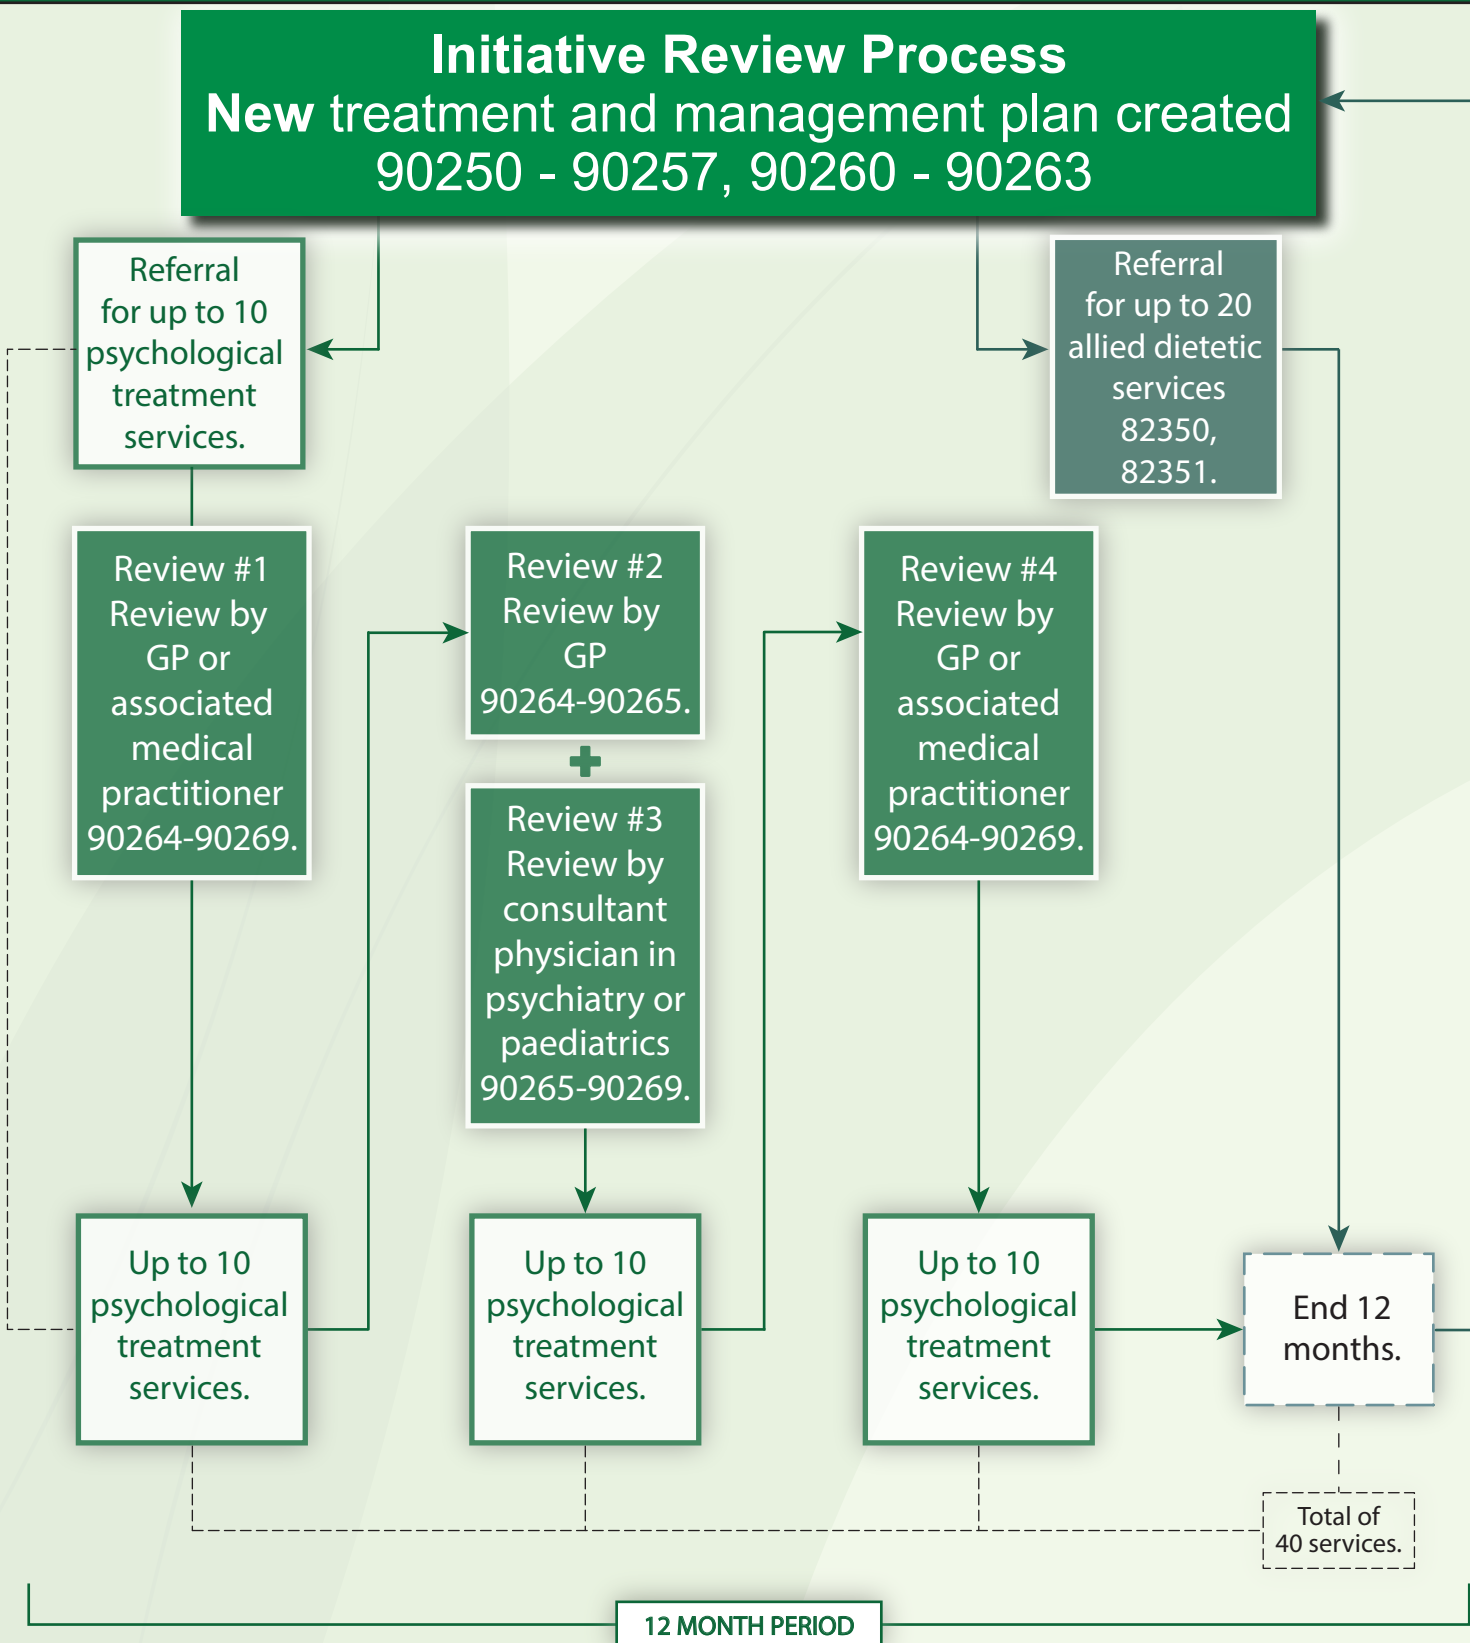 Initiative Review Process
New treatment and management plan created
90250 - 90257, 90260 - 90263
Referral
for up to 10
psychological
treatment
services.
Referral
for up to 20
allied dietetic
services
82350,
82351.
Review #1
Review by
GP or
associated
medical
practitioner
90264-90269.
Review #2
Review by
GP
90264-90265.
Review #3
Review by
consultant
physician in
psychiatry or
paediatrics
90265-90269.
Review #4
Review by
GP or
associated
medical
practitioner
90264-90269.
Up to 10
psychological
treatment
services.
Up to 10
psychological
treatment
services.
Up to 10
psychological
treatment
services.
End 12
months.
Total of
40 services.
12 MONTH PERIOD